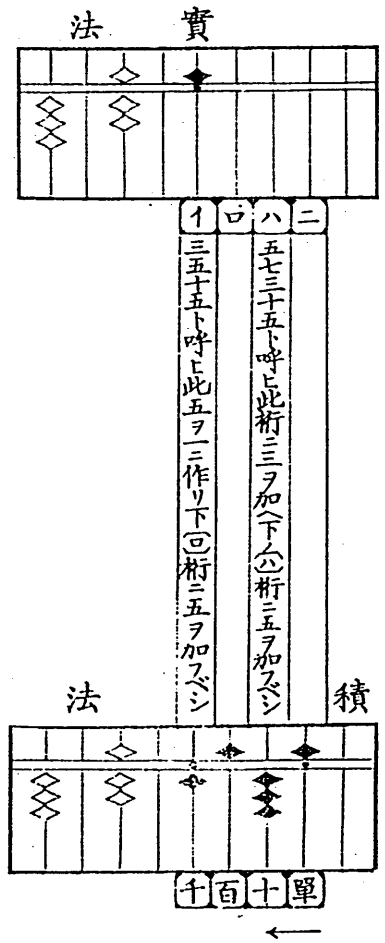 法 實
イ ロ ハ ニ
五七三十五ト呼ヒ此桁ニ三ヲ加ヘ下ノ〔ハ〕桁ニ五ヲ加フベシ
三五十五ト呼ヒ此五ヲ一ニ作リ下〔ロ〕桁ニ五ヲ加フベシ
法 積
千 百 十 單